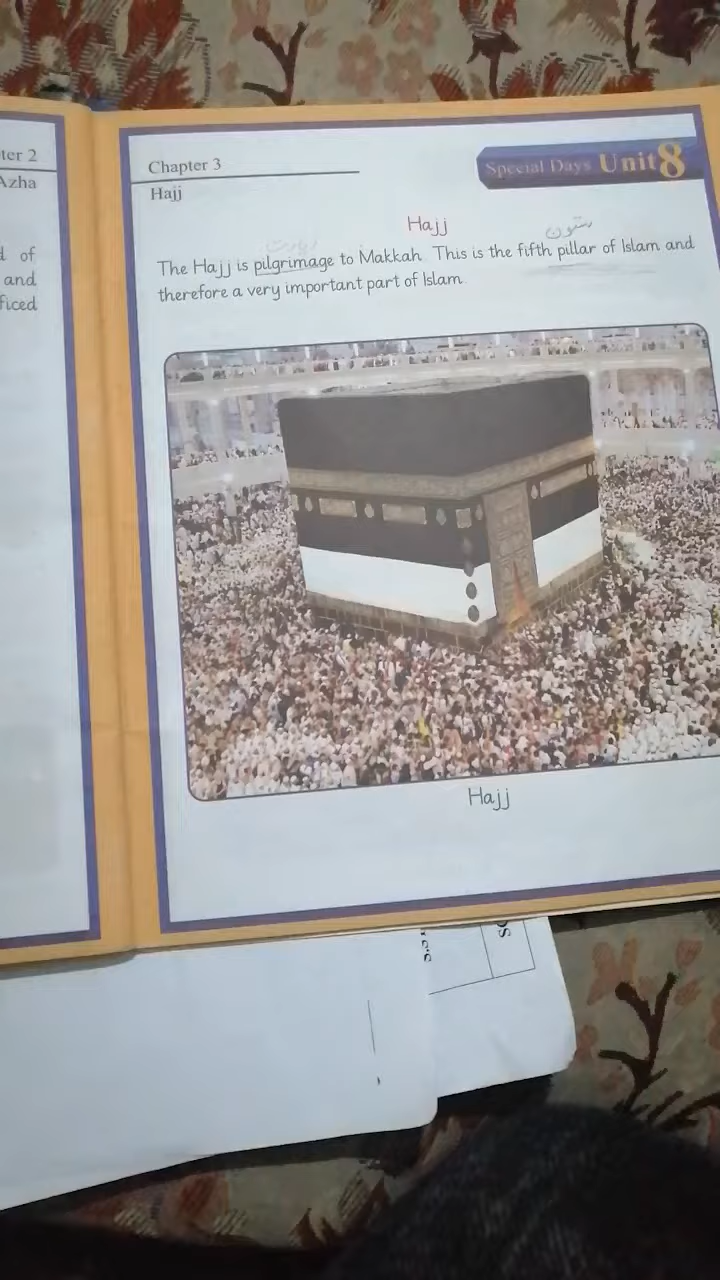 ter 2
Azha
d of
and
ficed
Chapter 3
Hajj
Special Days Unit 8
Hajj
زیارت
ستون
The Hajj is pilgrimage to Makkah. This is the fifth pillar of Islam and
therefore a very important part of Islam.
Hajj